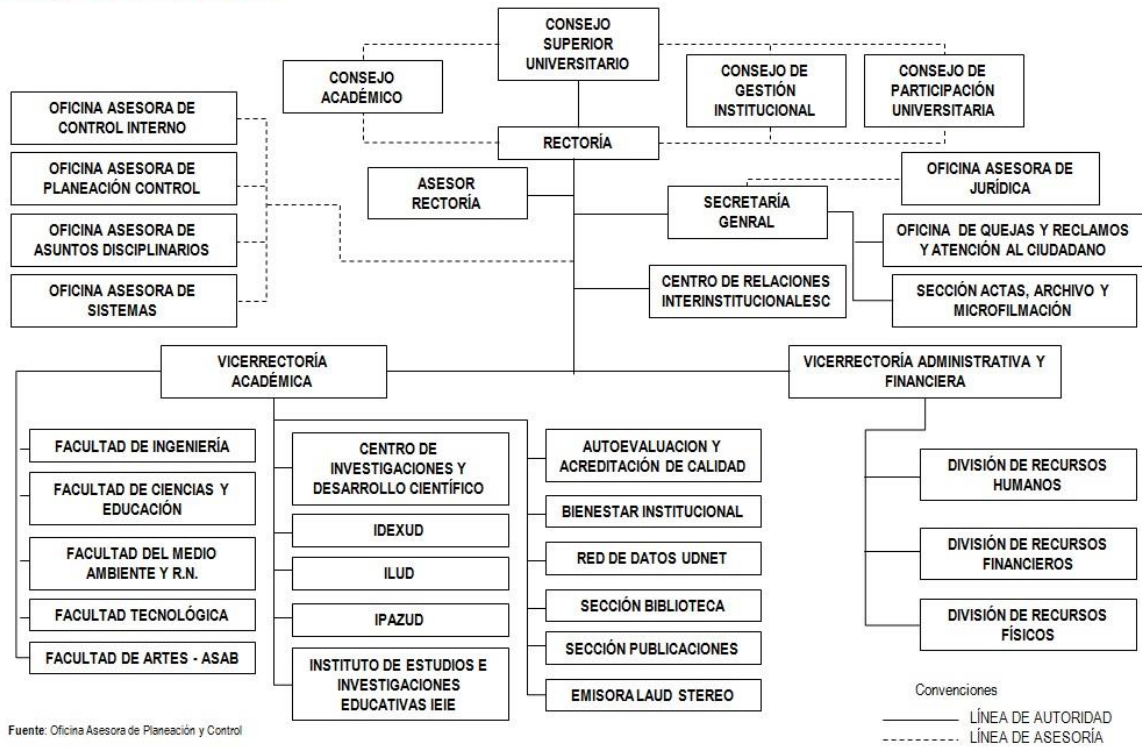 CONSEJO
SUPERIOR
UNIVERSITARIO
CONSEJO
ACADÉMICO
CONSEJO DE
GESTIÓN
INSTITUCIONAL
CONSEJO DE
PARTICIPACIÓN
UNIVERSITARIA
OFICINA ASESORA DE
CONTROL INTERNO
OFICINA ASESORA DE
PLANEACIÓN CONTROL
OFICINA ASESORA DE
ASUNTOS DISCIPLINARIOS
OFICINA ASESORA DE
SISTEMAS
RECTORÍA
ASESOR
RECTORÍA
SECRETARÍA
GENRAL
OFICINA ASESORA DE
JURÍDICA
OFICINA DE QUEJAS Y RECLAMOS
Y ATENCIÓN AL CIUDADANO
CENTRO DE RELACIONES
INTERINSTITUCIONALESC
SECCIÓN ACTAS, ARCHIVO Y
MICROFILMACIÓN
VICERRECTORÍA
ACADÉMICA
VICERRECTORÍA ADMINISTRATIVA Y
FINANCIERA
FACULTAD DE INGENIERÍA
FACULTAD DE CIENCIAS Y
EDUCACIÓN
FACULTAD DEL MEDIO
AMBIENTE Y R.N.
FACULTAD TECNOLÓGICA
FACULTAD DE ARTES - ASAB
CENTRO DE
INVESTIGACIONES Y
DESARROLLO CIENTÍFICO
IDEXUD
ILUD
IPAZUD
INSTITUTO DE ESTUDIOS E
INVESTIGACIONES
EDUCATIVAS IEIE
AUTOEVALUACION Y
ACREDITACIÓN DE CALIDAD
BIENESTAR INSTITUCIONAL
RED DE DATOS UDNET
SECCIÓN BIBLIOTECA
SECCIÓN PUBLICACIONES
EMISORA LAUD STEREO
DIVISIÓN DE RECURSOS
HUMANOS
DIVISIÓN DE RECURSOS
FINANCIEROS
DIVISIÓN DE RECURSOS
FÍSICOS
Convenciones
LÍNEA DE AUTORIDAD
LÍNEA DE ASESORÍA
Fuente: Oficina Asesora de Planeación y Control